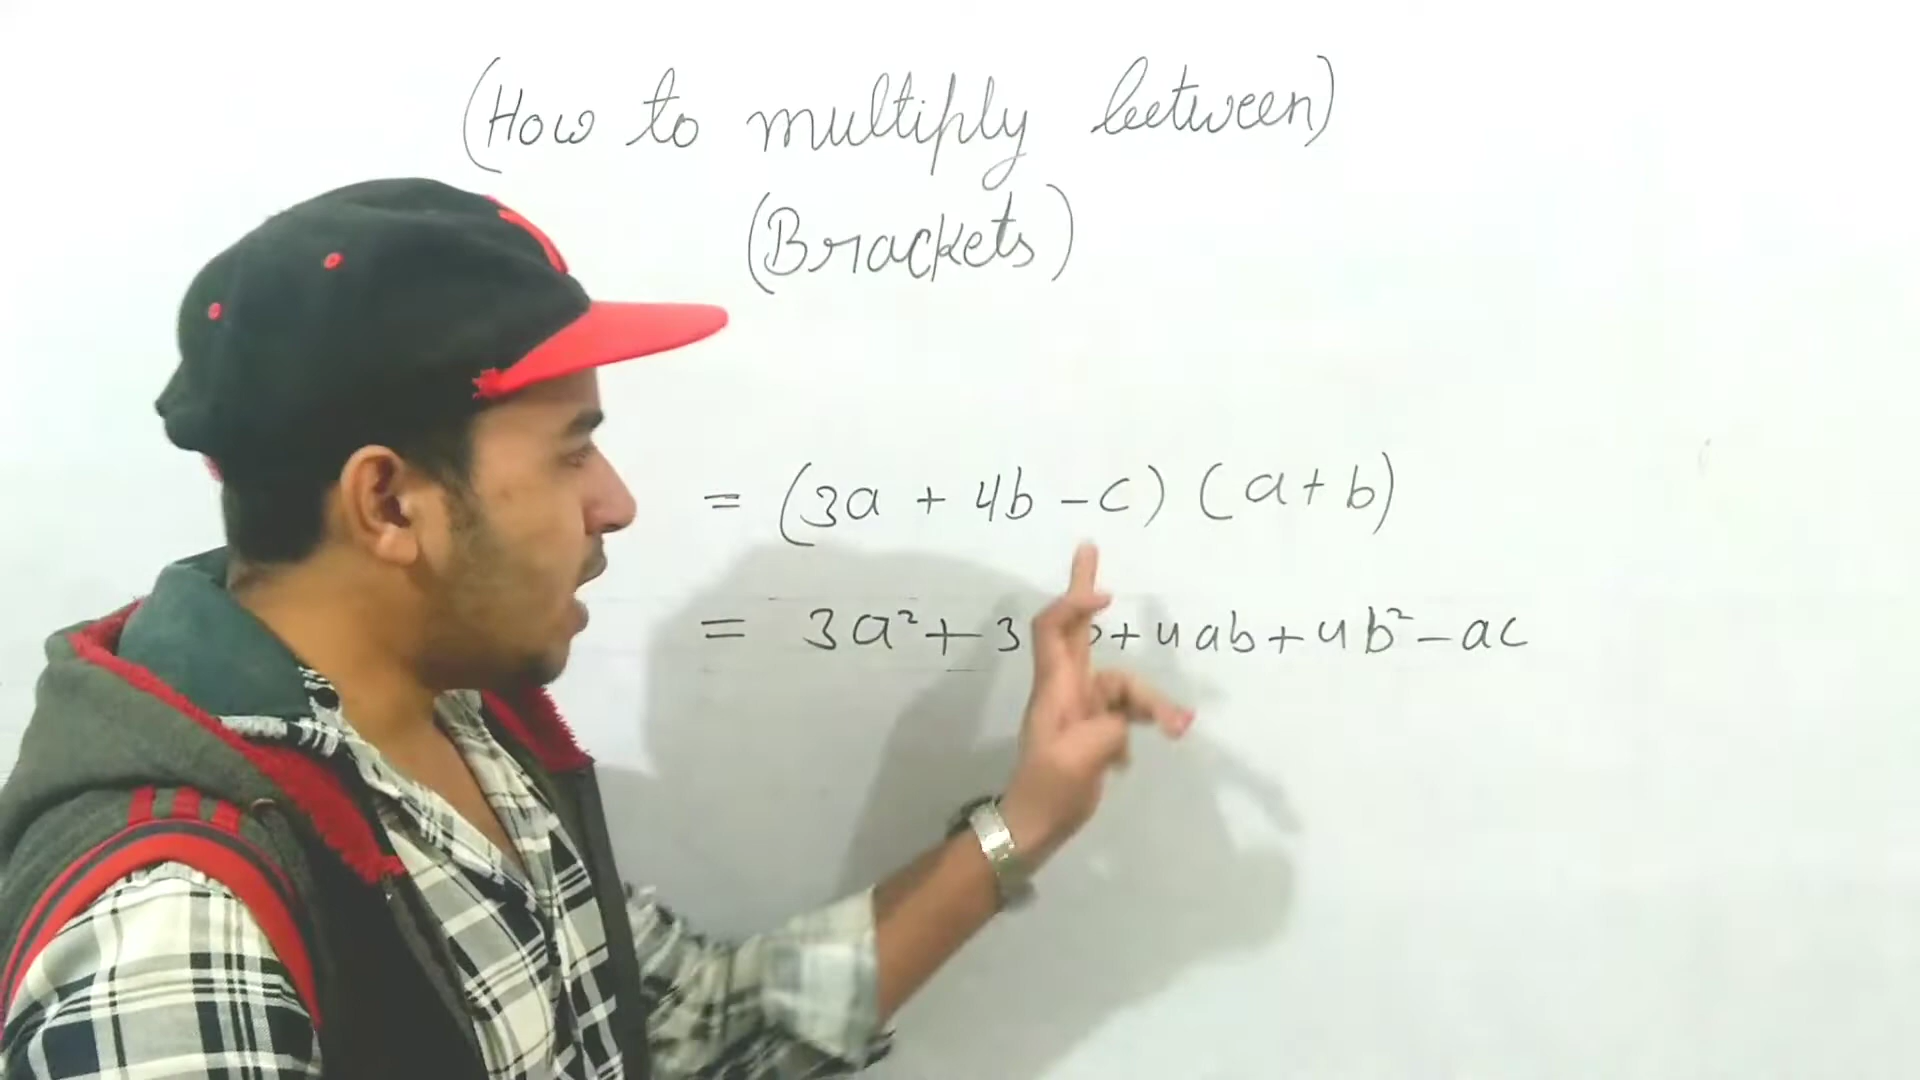 (How to multiply between)
(Brackets)
= (3a + 4b - c) (a + b)
= 3a² + 3 + 4ab + 4b² - ac